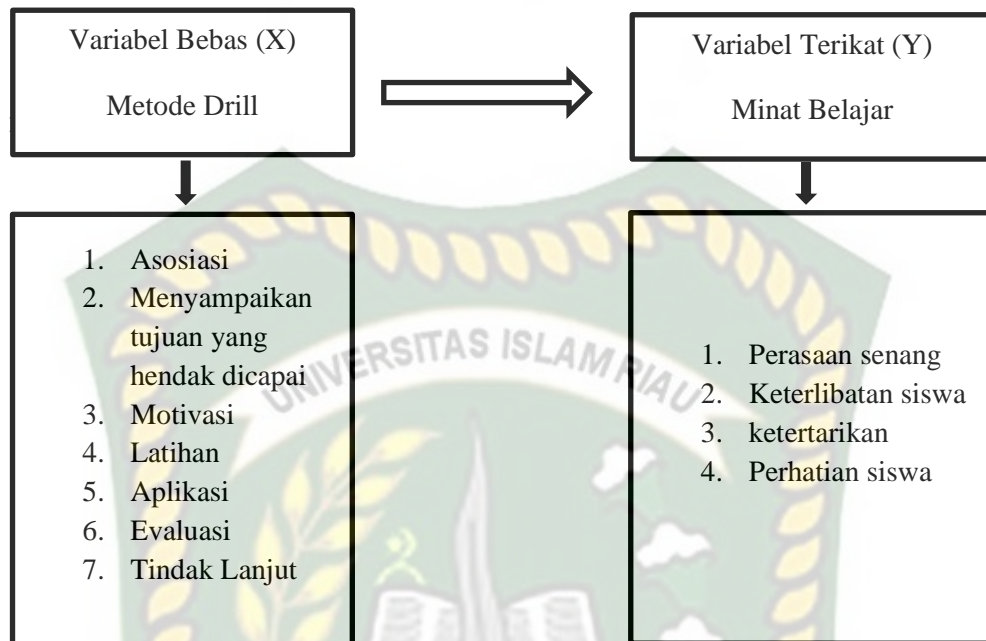 Variabel Bebas (X)
Metode Drill
Variabel Terikat (Y)
Minat Belajar
1. Asosiasi
2. Menyampaikan
tujuan yang
hendak dicapai
3. Motivasi
4. Latihan
5. Aplikasi
6. Evaluasi
7. Tindak Lanjut
1. Perasaan senang
2. Keterlibatan siswa
3. ketertarikan
4. Perhatian siswa
UNIVERSITAS ISLAM RIAU